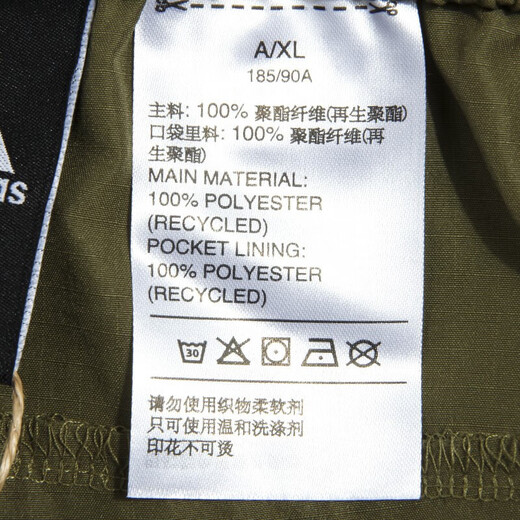 A/XL
185/90A
主料: 100% 聚酯纤维(再生聚酯)
口袋里料: 100% 聚酯纤维(再
生聚酯)
MAIN MATERIAL:
100% POLYESTER
(RECYCLED)
POCKET LINING:
100% POLYESTER
(RECYCLED)
30
请勿使用织物柔软剂
只可使用温和洗涤剂
印花不可烫
as